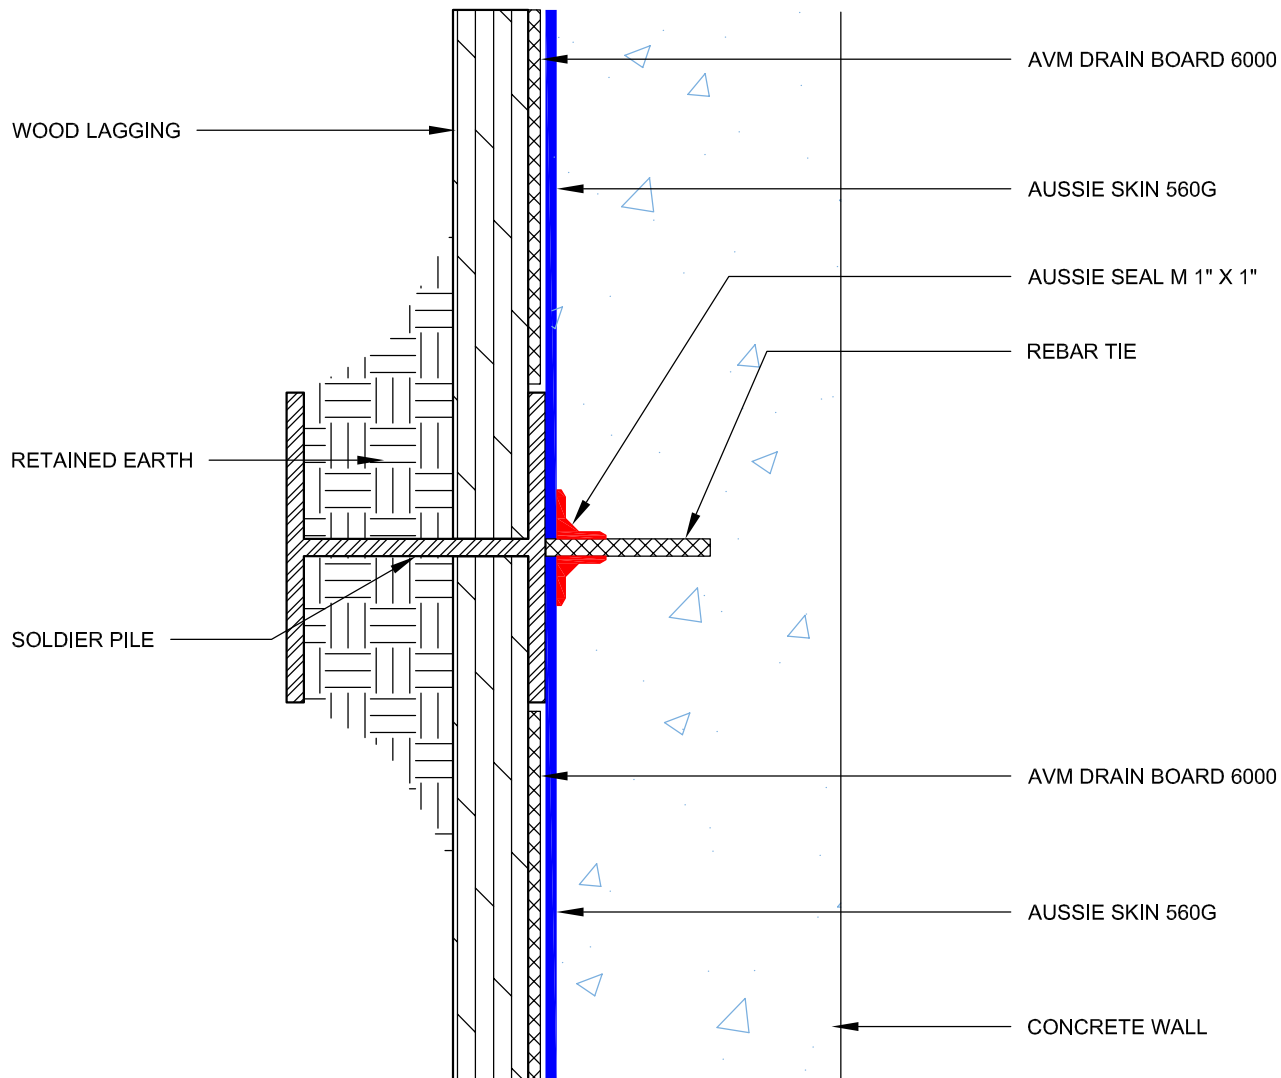 AVM DRAIN BOARD 6000
WOOD LAGGING
AUSSIE SKIN 560G
AUSSIE SEAL M 1" X 1"
REBAR TIE
RETAINED EARTH
SOLDIER PILE
AVM DRAIN BOARD 6000
AUSSIE SKIN 560G
CONCRETE WALL